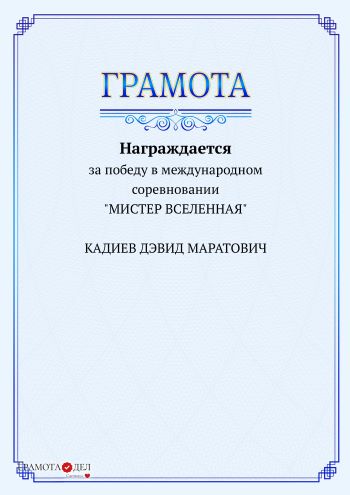 ГРАМОТА
Награждается
за победу в международном
соревновании
"МИСТЕР ВСЕЛЕННАЯ"
КАДИЕВ ДЭВИД МАРАТОВИЧ
ГРАМОТА ДЕЛ